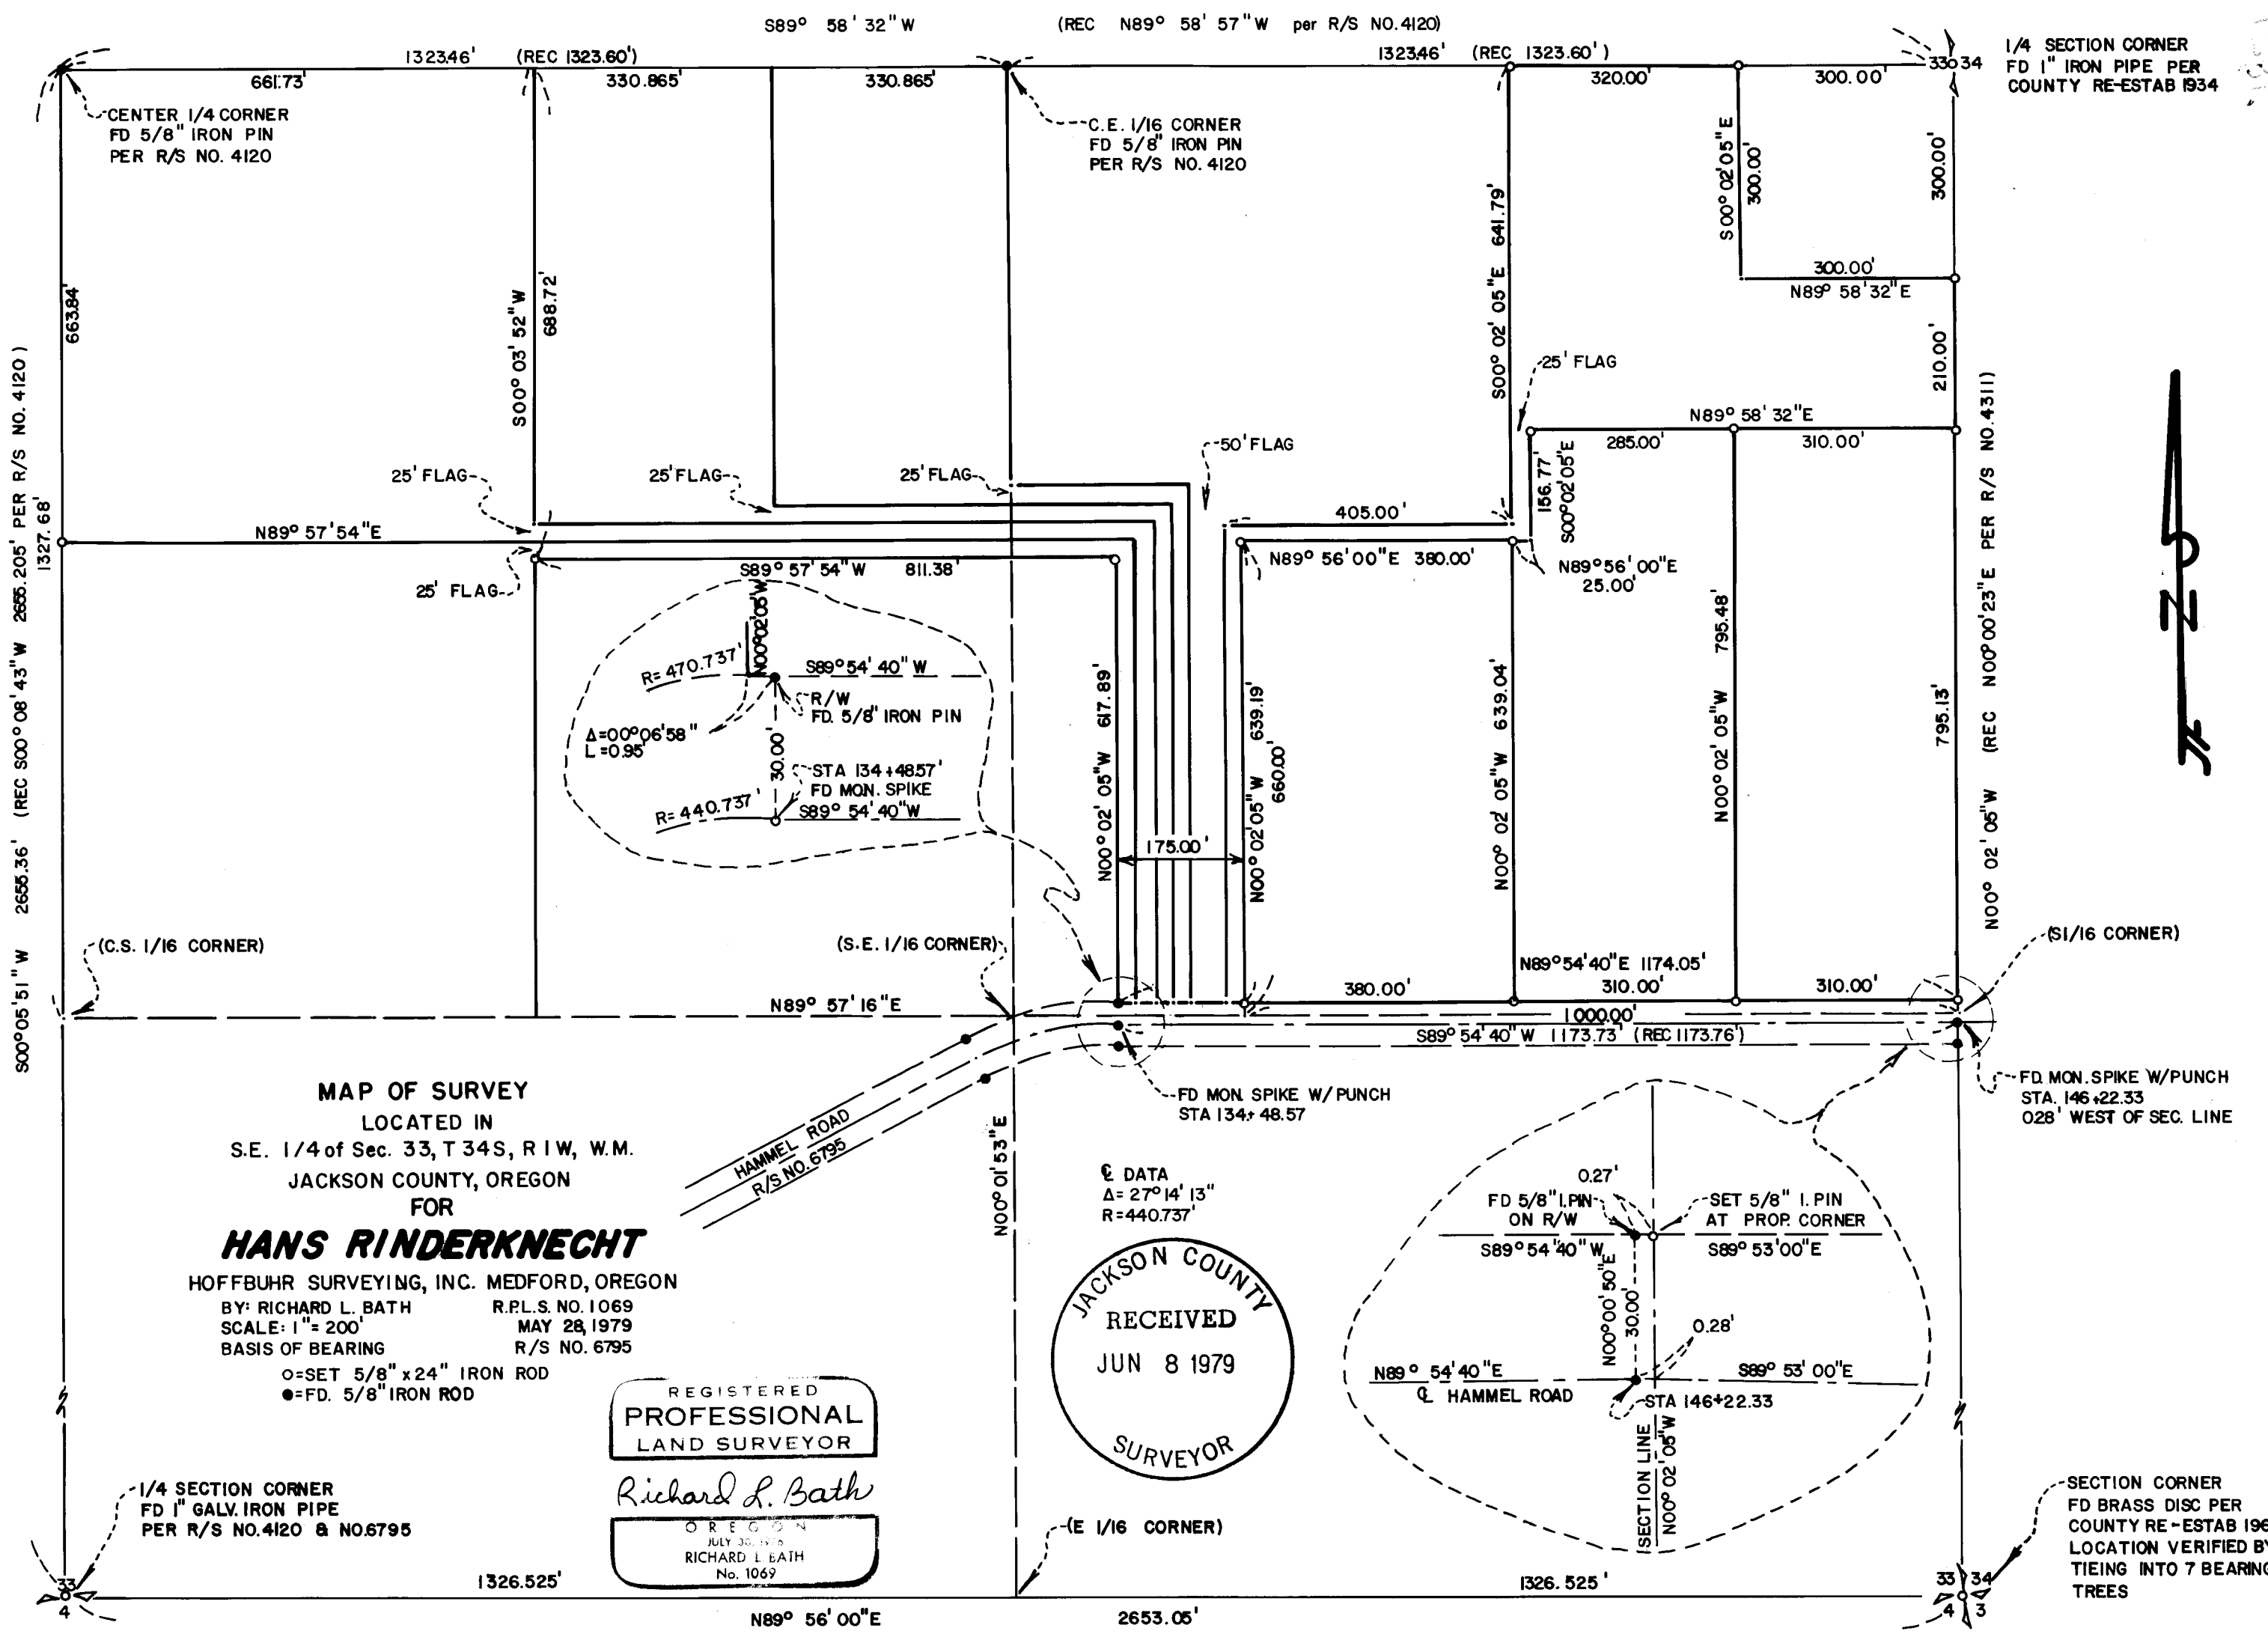 S89° 58' 32" W (REC N89° 58' 57" W per R/S NO. 4120)
1323.46' (REC 1323.60')
1323.46' (REC 1323.60')
661.73'
330.865'
330.865'
320.00'
300.00'
33 34
1/4 SECTION CORNER
FD 1" IRON PIPE PER
COUNTY RE-ESTAB 1934
CENTER 1/4 CORNER
FD 5/8" IRON PIN
PER R/S NO. 4120
C.E. 1/16 CORNER
FD 5/8" IRON PIN
PER R/S NO. 4120
S00° 02' 05" E
300.00'
300.00'
300.00'
N89° 58' 32" E
S00° 02' 05" E 641.79'
663.84'
S00° 03' 52" W
688.72'
210.00'
25' FLAG
N89° 58' 32" E
285.00'
310.00'
156.77'
S00° 02' 05" E
50' FLAG
25' FLAG
25' FLAG
25' FLAG
405.00'
N89° 57' 54" E
N89° 56' 00" E 380.00'
N89° 56' 00" E
25.00'
S89° 57' 54" W 811.38'
25' FLAG
S00° 05' 51" W 2655.36' (REC S00° 08' 43" W 2655.205' PER R/S NO. 4120)
1327.68'
N00° 02' 05" W (REC N00° 00' 23" E PER R/S NO. 4311)
N
N00° 02' 05" W
R= 470.737'
S89° 54' 40" W
R/W
FD. 5/8" IRON PIN
Δ=00° 06' 58"
L=0.95'
30.00'
STA 134+48.57'
FD MON. SPIKE
R= 440.737'
S89° 54' 40" W
N00° 02' 05" W 617.89'
175.00'
N00° 02' 05" W 639.19'
660.00'
N00° 02' 05" W 639.04'
N00° 02' 05" W 795.48'
795.13'
(C.S. 1/16 CORNER)
(S.E. 1/16 CORNER)
(S1/16 CORNER)
N89° 57' 16" E
N89° 54' 40" E 1174.05'
380.00'
310.00'
310.00'
1000.00'
S89° 54' 40" W 1173.73' (REC 1173.76')
FD MON. SPIKE W/PUNCH
STA 134+ 48.57
FD. MON. SPIKE W/PUNCH
STA. 146+22.33
0.28' WEST OF SEC. LINE
HAMMEL ROAD
R/S NO. 6795
N00° 01' 53" E
MAP OF SURVEY
LOCATED IN
S.E. 1/4 of Sec. 33, T 34S, R 1W, W.M.
JACKSON COUNTY, OREGON
FOR
HANS RINDERKNECHT
HOFFBUHR SURVEYING, INC. MEDFORD, OREGON
BY: RICHARD L. BATH R.P.L.S. NO. 1069
SCALE: 1" = 200' MAY 28, 1979
BASIS OF BEARING R/S NO. 6795
O=SET 5/8" x 24" IRON ROD
●=FD. 5/8" IRON ROD
℄ DATA
Δ= 27° 14' 13"
R=440.737'
JACKSON COUNTY
RECEIVED
JUN 8 1979
SURVEYOR
REGISTERED
PROFESSIONAL
LAND SURVEYOR
Richard L. Bath
OREGON
JULY 30,
RICHARD L. BATH
No. 1069
0.27'
FD 5/8" I. PIN
ON R/W
SET 5/8" I. PIN
AT PROP. CORNER
S89° 54' 40" W
S89° 53' 00" E
N00° 00' 50" E
30.00'
0.28'
N89° 54' 40" E
S89° 53' 00" E
℄ HAMMEL ROAD
STA 146+22.33
SECTION LINE
N00° 02' 05" W
1/4 SECTION CORNER
FD 1" GALV. IRON PIPE
PER R/S NO. 4120 & NO. 6795
(E 1/16 CORNER)
SECTION CORNER
FD BRASS DISC PER
COUNTY RE-ESTAB 196
LOCATION VERIFIED BY
TIEING INTO 7 BEARING
TREES
33
4
1326.525'
1326.525'
33 34
4 3
N89° 56' 00" E 2653.05'